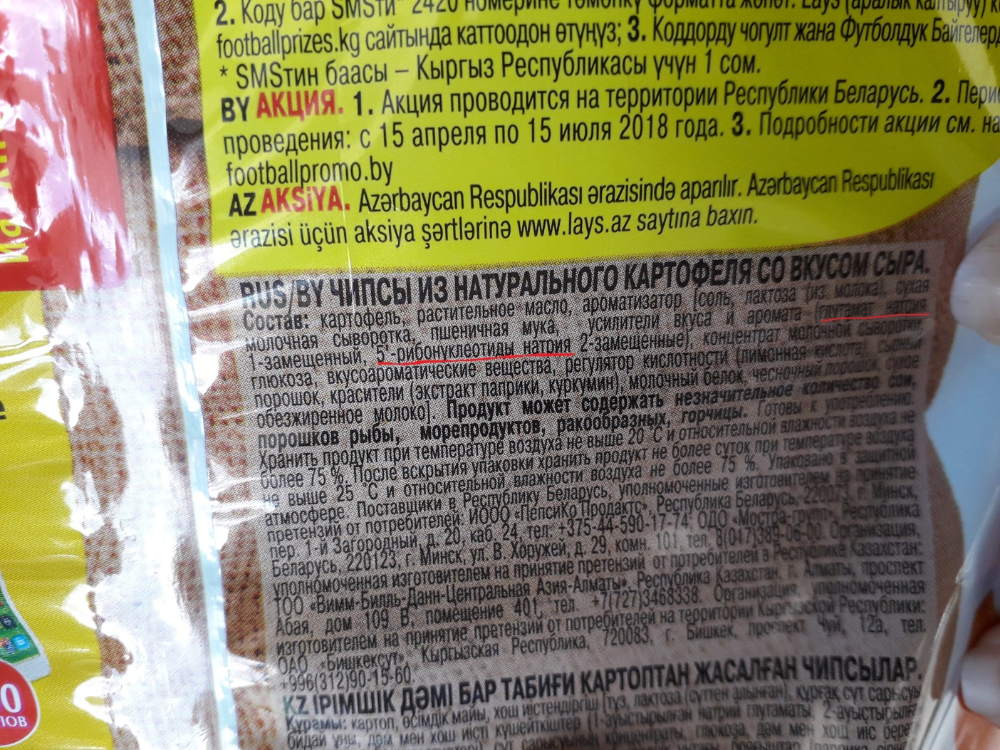 2. Коду бар SMSти 2420 номерине төмөнкү форматта жөнөт: Lays (аралык калтыруу)
footballprizes.kg сайтында каттоодон өтүңүз; 3. Коддорду чогулт жана Футболдук
* SMSтин баасы – Кыргыз Республикасы үчүн 1 сом.
BY АКЦИЯ. 1. Акция проводится на территории Республики Беларусь. 2.
проведения: с 15 апреля по 15 июля 2018 года. 3. Подробности акции см. на
footballpromo.by
AZ AKSİYA. Azərbaycan Respublikası ərazisində aparılır. Azərbaycan Respublikası
ərazisi üçün aksiya şərtlərinə www.lays.az saytına baxın.
RUS/BY ЧИПСЫ ИЗ НАТУРАЛЬНОГО КАРТОФЕЛЯ СО ВКУСОМ СЫРА.
Состав: картофель, растительное масло, ароматизатор [соль, лактоза (из молока), сухая
молочная сыворотка, пшеничная мука, усилители вкуса и аромата (глутамат натрия
1-замещенный, 5'-рибонуклеотиды натрия 2-замещенные), концентрат молочной сыворотки,
глюкоза, вкусоароматические вещества, регулятор кислотности (лимонная кислота), сырный
порошок, красители (экстракт паприки, куркумин), молочный белок, чесночный порошок, сухое
обезжиренное молоко]. Продукт может содержать незначительное количество сои,
порошков рыбы, морепродуктов, ракообразных, горчицы. Готовы к употреблению.
Хранить продукт при температуре воздуха не выше 20 °С и относительной влажности воздуха не
более 75 %. После вскрытия упаковки хранить продукт не более суток при температуре воздуха
не выше 25 °С и относительной влажности воздуха не более 75 %. Упаковано в защитной
атмосфере. Поставщики в Республику Беларусь, уполномоченные изготовителем на принятие
претензий от потребителей: ИООО «ПепсиКо Продактс», Республика Беларусь, 220073, г. Минск,
пер. 1-й Загородный, д. 20, каб. 24, тел. +375-44-590-17-74; ОДО «Мостра-групп», Республика
Беларусь, 220123, г. Минск, ул. В. Хоружей, д. 29, комн. 101, тел. 8(017)389-06-00. Организация,
уполномоченная изготовителем на принятие претензий от потребителей в Республике Казахстан:
ТОО «Вимм-Билль-Данн-Центральная Азия-Алматы», Республика Казахстан, г. Алматы, проспект
Абая, дом 109 В, помещение 401, тел. +7(727)3468338. Организация, уполномоченная
изготовителем на принятие претензий от потребителей на территории Кыргызской Республики:
ОАО «Бишкексут», Кыргызская Республика, 720083, г. Бишкек, проспект Чуй, 12а, тел.
+996(312)90-15-60.
KZ ІРІМШІК ДӘМІ БАР ТАБИҒИ КАРТОПТАН ЖАСАЛҒАН ЧИПСЫЛАР.
Құрамы: картоп, өсімдік майы, хош иістендіргіш [тұз, лактоза (сүттен алынған), құрғақ сүт сарысуы,
бидай ұны, дәм мен хош иісті күшейткіштер (1-ауыстырылған натрий глутаматы, 2-ауыстырылған
сүт сарысуының концентраты, глюкоза, дәм мен хош иіс